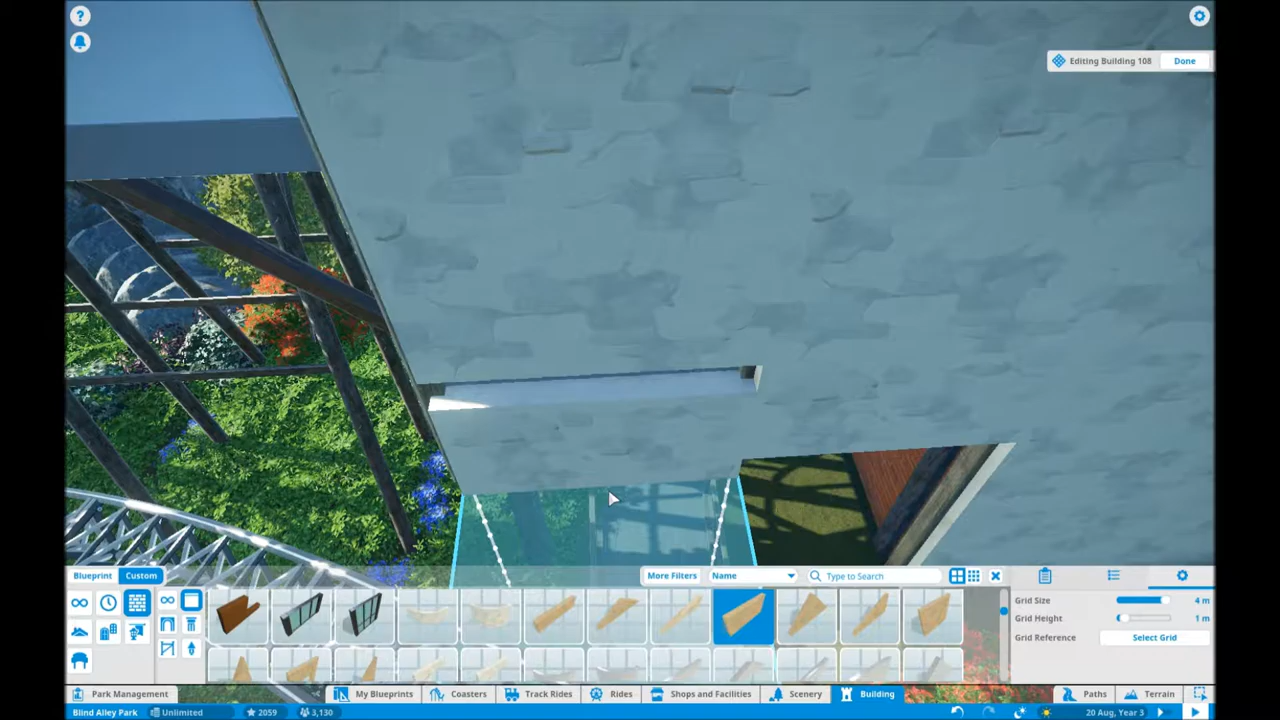 ?
Editing Building 108 Done
Blueprint Custom More Filters Name Type to Search
Grid Size 4 m
Grid Height 1 m
Grid Reference Select Grid
Park Management My Blueprints Coasters Track Rides Rides Shops and Facilities Scenery Building Paths Terrain
Blind Alley Park Unlimited 2059 3,130 20 Aug, Year 3